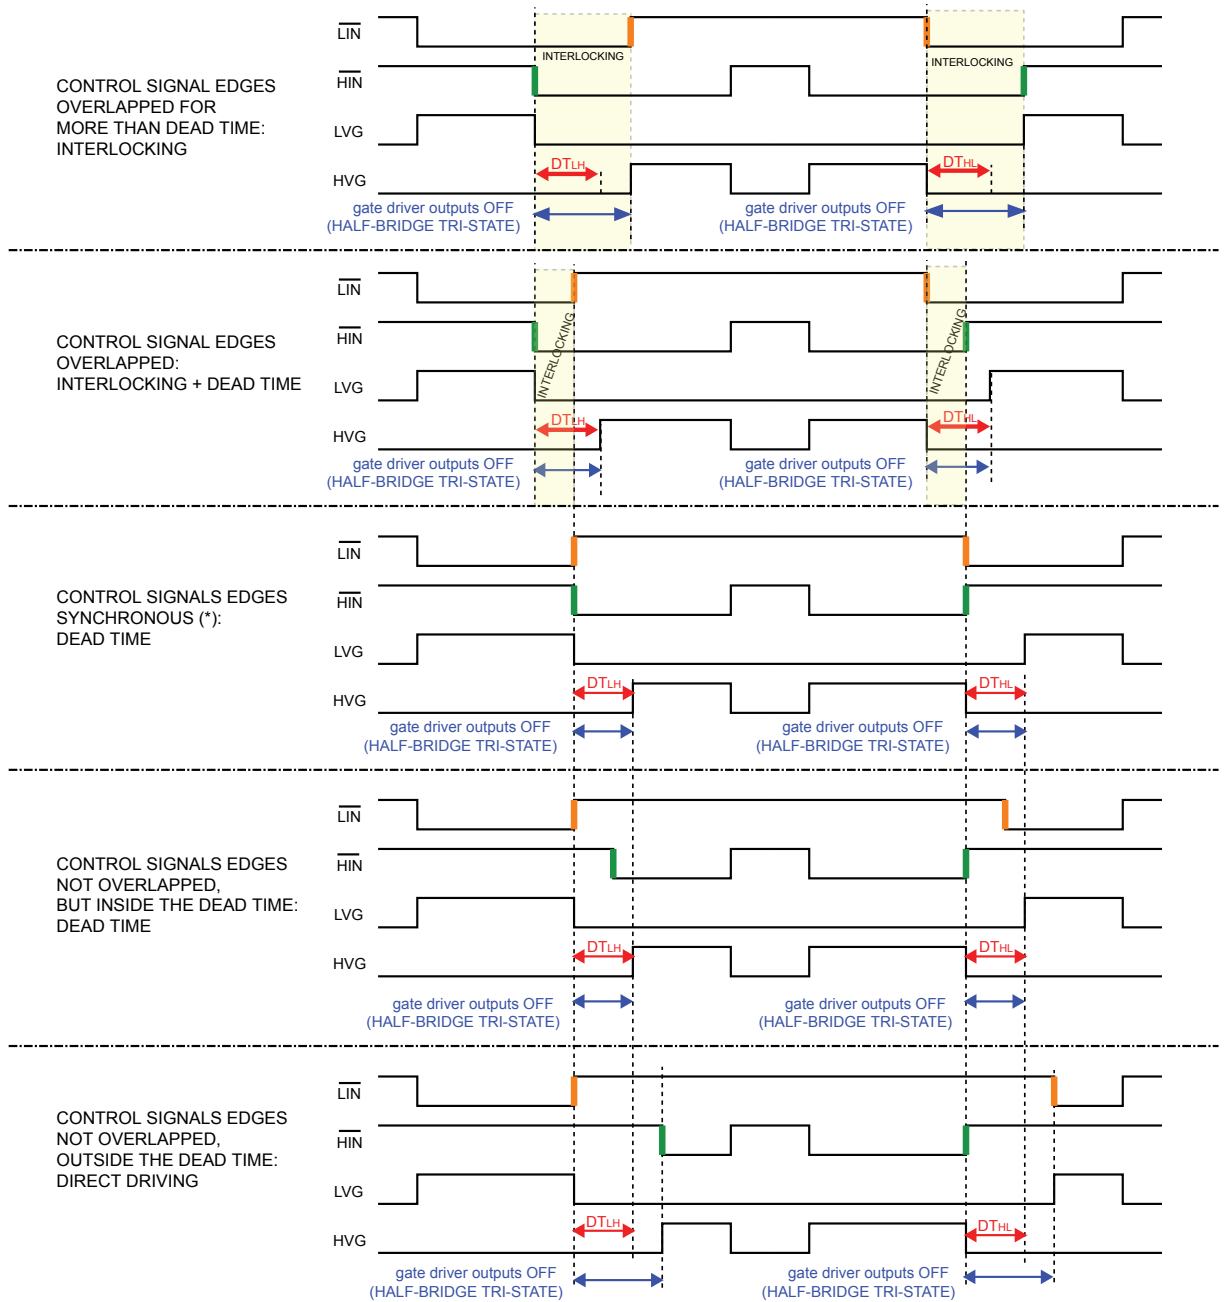 LIN
INTERLOCKING
INTERLOCKING
HIN
CONTROL SIGNAL EDGES
OVERLAPPED FOR
MORE THAN DEAD TIME:
INTERLOCKING
LVG
DTLH
DTHL
HVG
gate driver outputs OFF
(HALF-BRIDGE TRI-STATE)
gate driver outputs OFF
(HALF-BRIDGE TRI-STATE)
LIN
INTERLOCKING
INTERLOCKING
HIN
CONTROL SIGNAL EDGES
OVERLAPPED:
INTERLOCKING + DEAD TIME
LVG
DTLH
DTHL
HVG
gate driver outputs OFF
(HALF-BRIDGE TRI-STATE)
gate driver outputs OFF
(HALF-BRIDGE TRI-STATE)
LIN
HIN
CONTROL SIGNALS EDGES
SYNCHRONOUS (*):
DEAD TIME
LVG
DTLH
DTHL
HVG
gate driver outputs OFF
(HALF-BRIDGE TRI-STATE)
gate driver outputs OFF
(HALF-BRIDGE TRI-STATE)
LIN
HIN
CONTROL SIGNALS EDGES
NOT OVERLAPPED,
BUT INSIDE THE DEAD TIME:
DEAD TIME
LVG
DTLH
DTHL
HVG
gate driver outputs OFF
(HALF-BRIDGE TRI-STATE)
gate driver outputs OFF
(HALF-BRIDGE TRI-STATE)
LIN
HIN
CONTROL SIGNALS EDGES
NOT OVERLAPPED,
OUTSIDE THE DEAD TIME:
DIRECT DRIVING
LVG
DTLH
DTHL
HVG
gate driver outputs OFF
(HALF-BRIDGE TRI-STATE)
gate driver outputs OFF
(HALF-BRIDGE TRI-STATE)